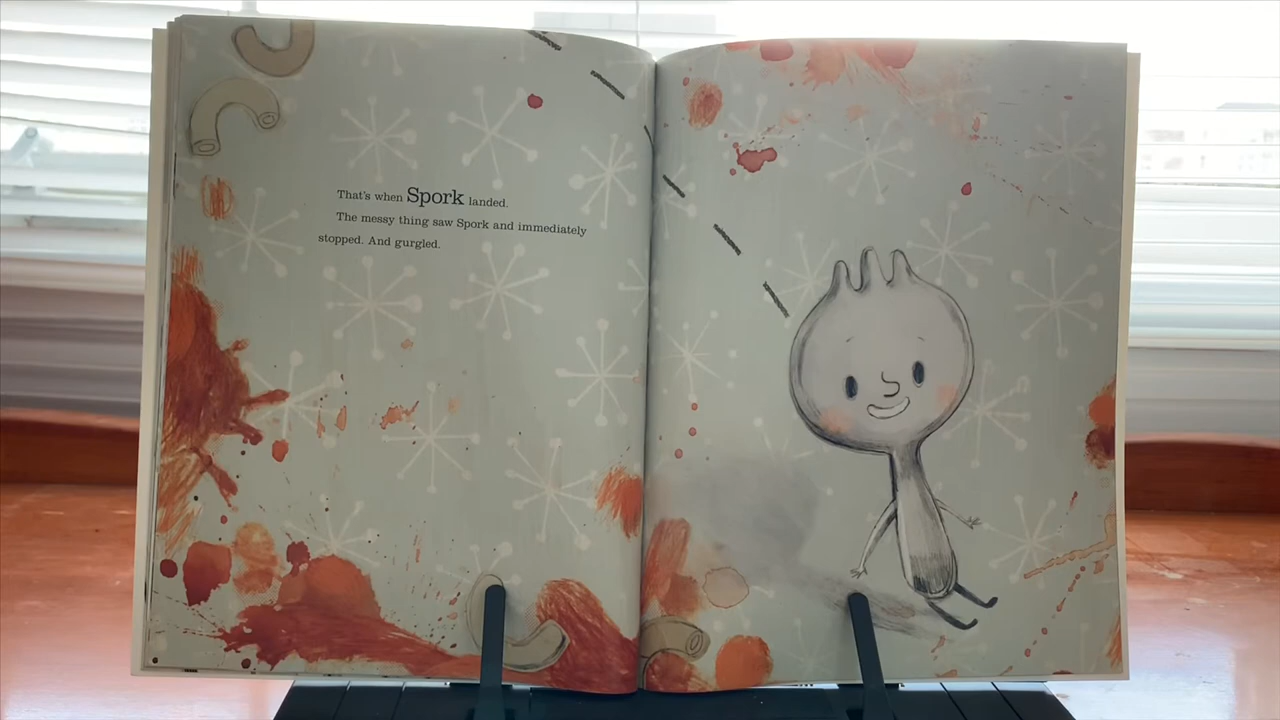 That's when Spork landed.
The messy thing saw Spork and immediately
stopped. And gurgled.